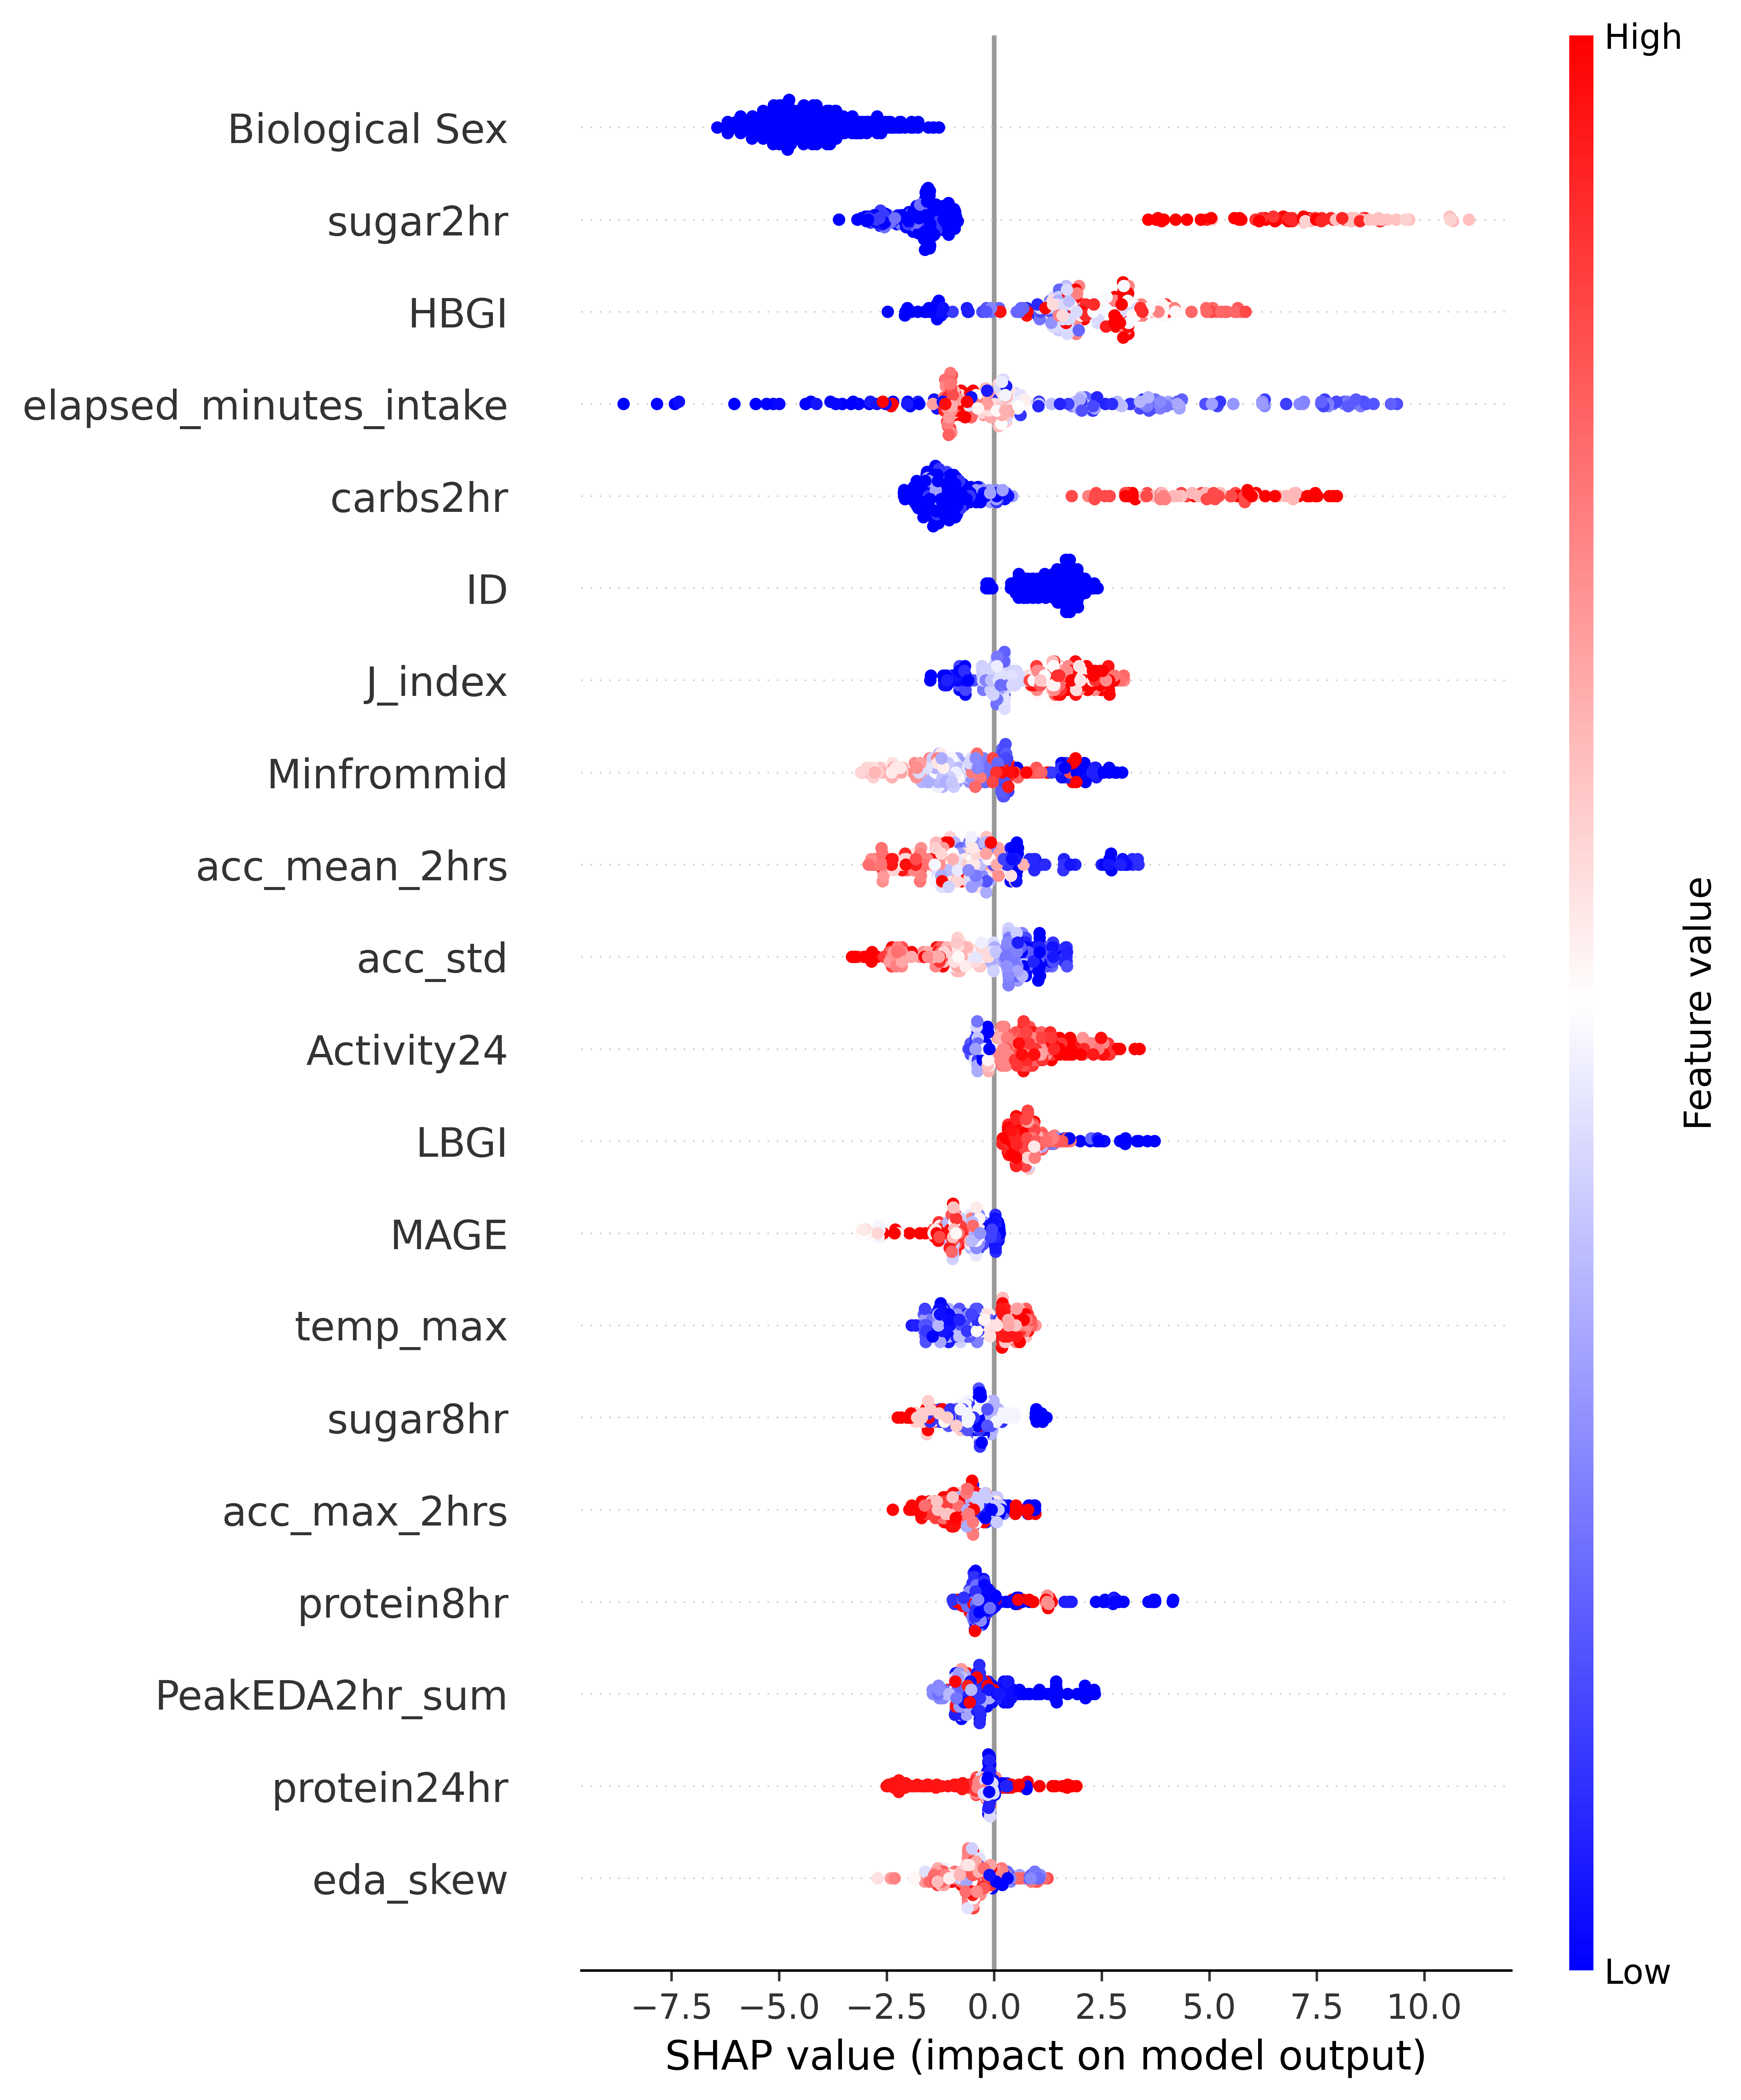 High
Biological Sex
sugar2hr
HBGI
elapsed_minutes_intake
carbs2hr
ID
J_index
Minfrommid
acc_mean_2hrs
acc_std
Activity24
LBGI
MAGE
temp_max
sugar8hr
acc_max_2hrs
protein8hr
PeakEDA2hr_sum
protein24hr
eda_skew
Feature value
Low
−7.5 −5.0 −2.5 0.0 2.5 5.0 7.5 10.0
SHAP value (impact on model output)